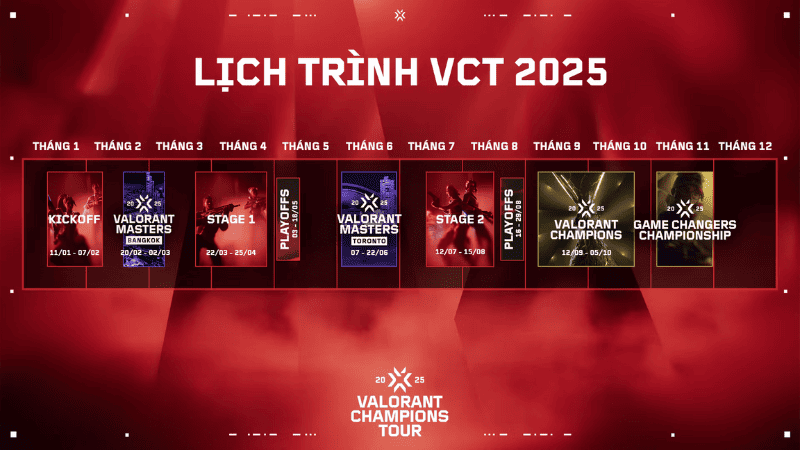 LỊCH TRÌNH VCT 2025
THÁNG 1 THÁNG 2 THÁNG 3 THÁNG 4 THÁNG 5 THÁNG 6 THÁNG 7 THÁNG 8 THÁNG 9 THÁNG 10 THÁNG 11 THÁNG 12
KICKOFF
11/01 - 07/02
20 25
VALORANT
MASTERS
BANGKOK
20/02 - 02/03
STAGE 1
22/03 - 25/04
PLAYOFFS
03 - 18/05
20 25
VALORANT
MASTERS
TORONTO
07 - 22/06
STAGE 2
12/07 - 15/08
PLAYOFFS
16 - 29/08
20 25
VALORANT
CHAMPIONS
12/09 - 05/10
20 25
GAME CHANGERS
CHAMPIONSHIP
20 25
VALORANT
CHAMPIONS
TOUR